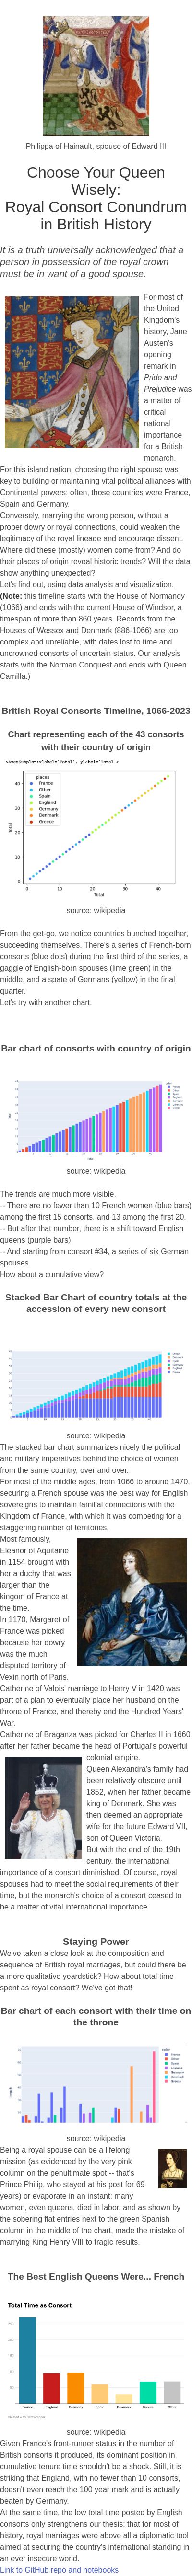 Philippa of Hainault, spouse of Edward III
Choose Your Queen
Wisely:
Royal Consort Conundrum
in British History
It is a truth universally acknowledged that a
person in possession of the royal crown
must be in want of a good spouse.
For most of
the United
Kingdom's
history, Jane
Austen's
opening
remark in
Pride and
Prejudice was
a matter of
critical
national
importance
for a British
monarch.
For this island nation, choosing the right spouse was
key to building or maintaining vital political alliances with
Continental powers: often, those countries were France,
Spain and Germany.
Conversely, marrying the wrong person, without a
proper dowry or royal connections, could weaken the
legitimacy of the royal lineage and encourage dissent.
Where did these (mostly) women come from? And do
their places of origin reveal historic trends? Will the data
show anything unexpected?
Let's find out, using data analysis and visualization.
(Note: this timeline starts with the House of Normandy
(1066) and ends with the current House of Windsor, a
timespan of more than 860 years. Records from the
Houses of Wessex and Denmark (886-1066) are too
complex and unreliable, with dates lost to time and
uncrowned consorts of uncertain status. Our analysis
starts with the Norman Conquest and ends with Queen
Camilla.)
British Royal Consorts Timeline, 1066-2023
Chart representing each of the 43 consorts
with their country of origin
<AxesSubplot:xlabel='Total', ylabel='Total'>
places
France
Other
Spain
England
Germany
Denmark
Greece
40
30
20
10
0
Total
0 10 20 30 40
Total
source: wikipedia
From the get-go, we notice countries bunched together,
succeeding themselves. There's a series of French-born
consorts (blue dots) during the first third of the series, a
gaggle of English-born spouses (lime green) in the
middle, and a spate of Germans (yellow) in the final
quarter.
Let's try with another chart.
Bar chart of consorts with country of origin
source: wikipedia
The trends are much more visible.
-- There are no fewer than 10 French women (blue bars)
among the first 15 consorts, and 13 among the first 20.
-- But after that number, there is a shift toward English
queens (purple bars).
-- And starting from consort #34, a series of six German
spouses.
How about a cumulative view?
Stacked Bar Chart of country totals at the
accession of every new consort
source: wikipedia
The stacked bar chart summarizes nicely the political
and military imperatives behind the choice of women
from the same country, over and over.
For most of the middle ages, from 1066 to around 1470,
securing a French spouse was the best way for English
sovereigns to maintain familial conections with the
Kingdom of France, with which it was competing for a
staggering number of territories.
Most famously,
Eleanor of Aquitaine
in 1154 brought with
her a duchy that was
larger than the
kingom of France at
the time.
In 1170, Margaret of
France was picked
because her dowry
was the much
disputed territory of
Vexin north of Paris.
Catherine of Valois' marriage to Henry V in 1420 was
part of a plan to eventually place her husband on the
throne of France, and thereby end the Hundred Years'
War.
Catherine of Braganza was picked for Charles II in 1660
after her father became the head of Portugal's powerful
colonial empire.
Queen Alexandra's family had
been relatively obscure until
1852, when her father became
king of Denmark. She was
then deemed an appropriate
wife for the future Edward VII,
son of Queen Victoria.
But with the end of the 19th
century, the international
importance of a consort diminished. Of course, royal
spouses had to meet the social requirements of their
time, but the monarch's choice of a consort ceased to
be a matter of vital international importance.
Staying Power
We've taken a close look at the composition and
sequence of British royal marriages, but could there be
a more qualitative yeardstick? How about total time
spent as royal consort? We've got that!
Bar chart of each consort with their time on
the throne
source: wikipedia
Being a royal spouse can be a lifelong
mission (as evidenced by the very pink
column on the penultimate spot -- that's
Prince Philip, who stayed at his post for 69
years) or evaporate in an instant: many
women, even queens, died in labor, and as shown by
the sobering flat entries next to the green Spanish
column in the middle of the chart, made the mistake of
marrying King Henry VIII to tragic results.
The Best English Queens Were... French
Total Time as Consort
France England Spain Germany Other Denmark Greece Other
source: wikipedia
Given France's front-runner status in the number of
British consorts it produced, its dominant position in
cumulative tenure time shouldn't be a shock. Still, it is
striking that England, with no fewer than 10 consorts,
doesn't even reach the 100 year mark and is actually
beaten by Germany.
At the same time, the low total time posted by English
consorts only strengthens our thesis: that for most of
history, royal marriages were above all a diplomatic tool
aimed at securing the country's international standing in
an ever insecure world.
Link to GitHub repo and notebooks